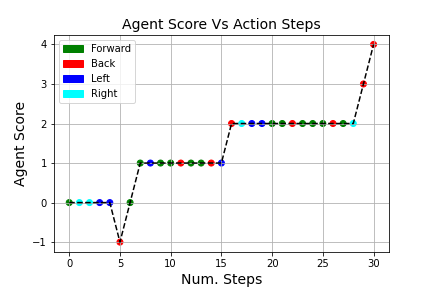 Agent Score Vs Action Steps
4
3
2
1
0
−1
Agent Score
Forward
Back
Left
Right
0 5 10 15 20 25 30
Num. Steps